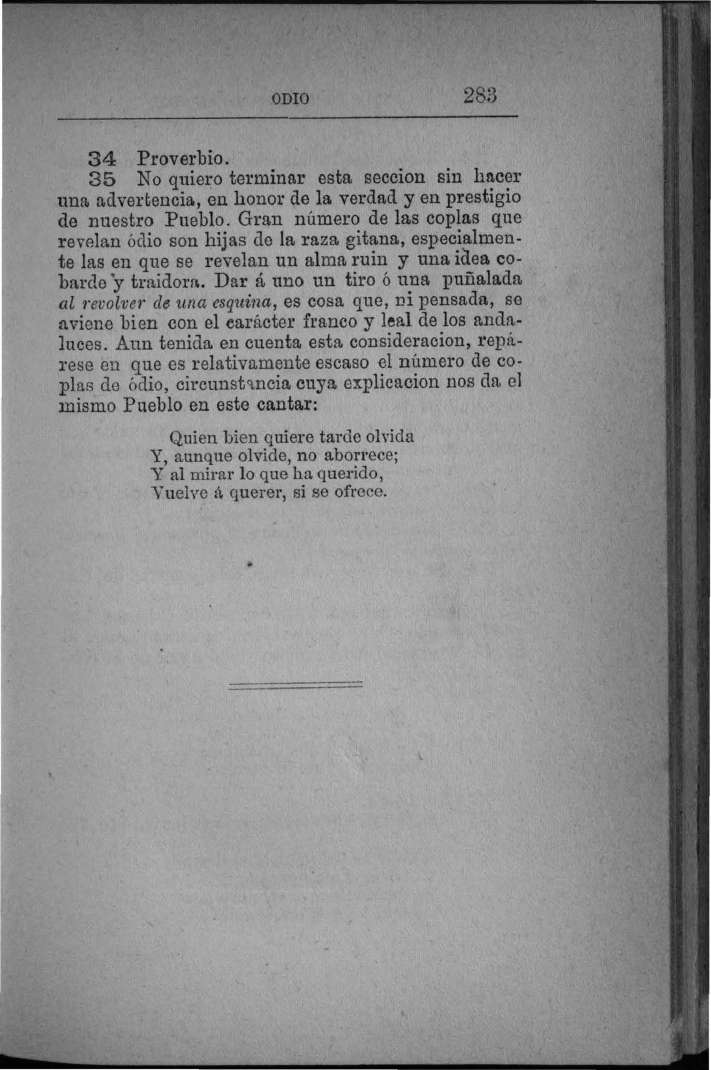 ODIO 283
34 Proverbio.
35 No quiero terminar esta seccion sin hacer
una advertencia, en honor de la verdad y en prestigio
de nuestro Pueblo. Gran número de las coplas que
revelan ódio son hijas de la raza gitana, especialmen-
te las en que se revelan un alma ruin y una idea co-
barde y traidora. Dar á uno un tiro ó una puñalada
al revolver de una esquina, es cosa que, ni pensada, se
aviene bien con el carácter franco y leal de los anda-
luces. Aun tenida en cuenta esta consideracion, repá-
rese en que es relativamente escaso el número de co-
plas de ódio, circunstancia cuya explicacion nos da el
mismo Pueblo en este cantar:
Quien bien quiere tarde olvida
Y, aunque olvide, no aborrece;
Y al mirar lo que ha querido,
Vuelve á querer, si se ofrece.